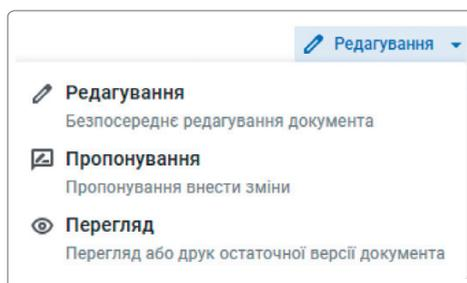 Редагування
Редагування
Безпосереднє редагування документа
Пропонування
Пропонування внести зміни
Перегляд
Перегляд або друк остаточної версії документа